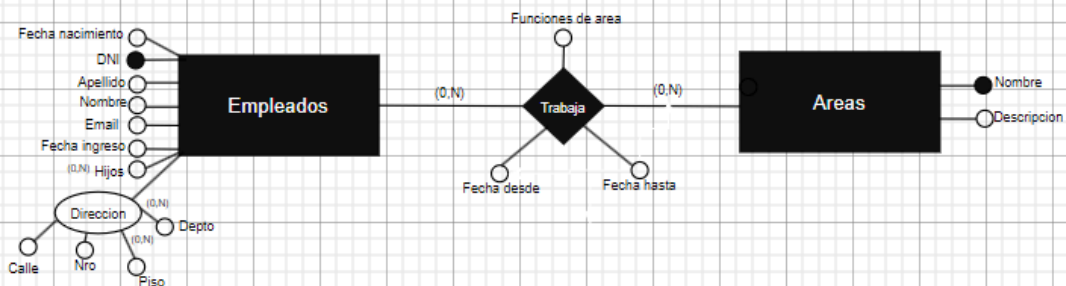 Funciones de area
Fecha nacimiento
DNI
Apellido
Nombre
Email
Fecha ingreso
(0,N) Hijos
Empleados
(0,N)
Trabaja
(0,N)
Areas
Nombre
Descripcion
Fecha desde
Fecha hasta
Direccion
(0,N)
Depto
(0,N)
Calle
Nro
Piso